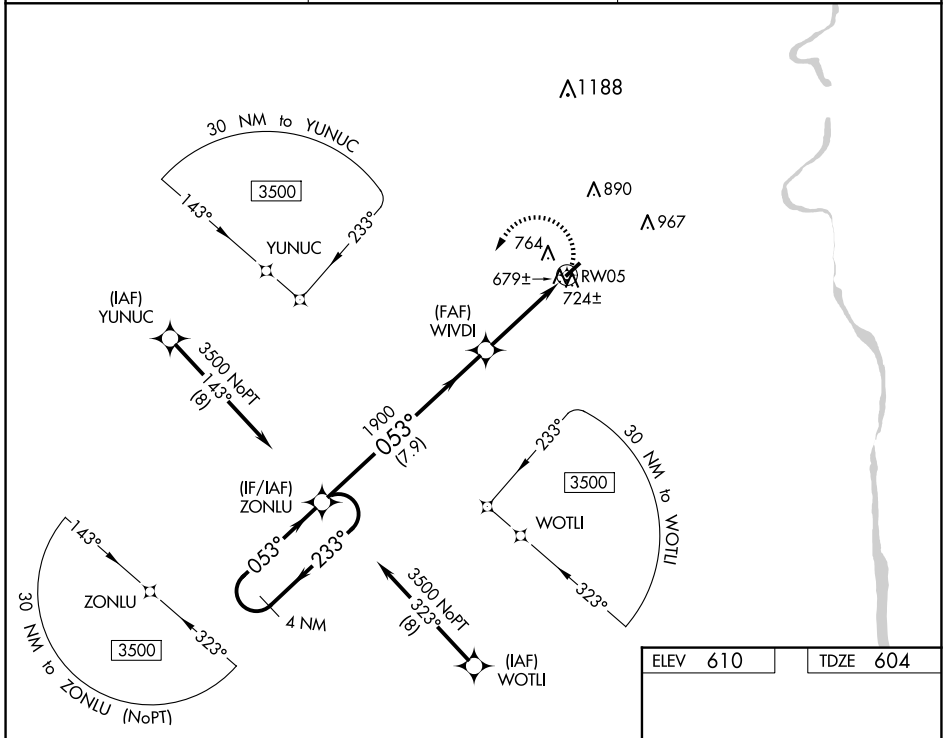 1188
30 NM to YUNUC
3500
143°
233°
YUNUC
890
967
764
679±
RW05
724±
(IAF)
YUNUC
3500 NoPT
143°
(8)
(FAF)
WIVDI
1900
053°
(7.9)
(IF/IAF)
ZONLU
053°
233°
4 NM
233°
30 NM to WOTLI
3500
WOTLI
323°
143°
ZONLU
323°
3500
30 NM to ZONLU (NoPT)
3500 NoPT
323°
(8)
(IAF)
WOTLI
ELEV 610
TDZE 604